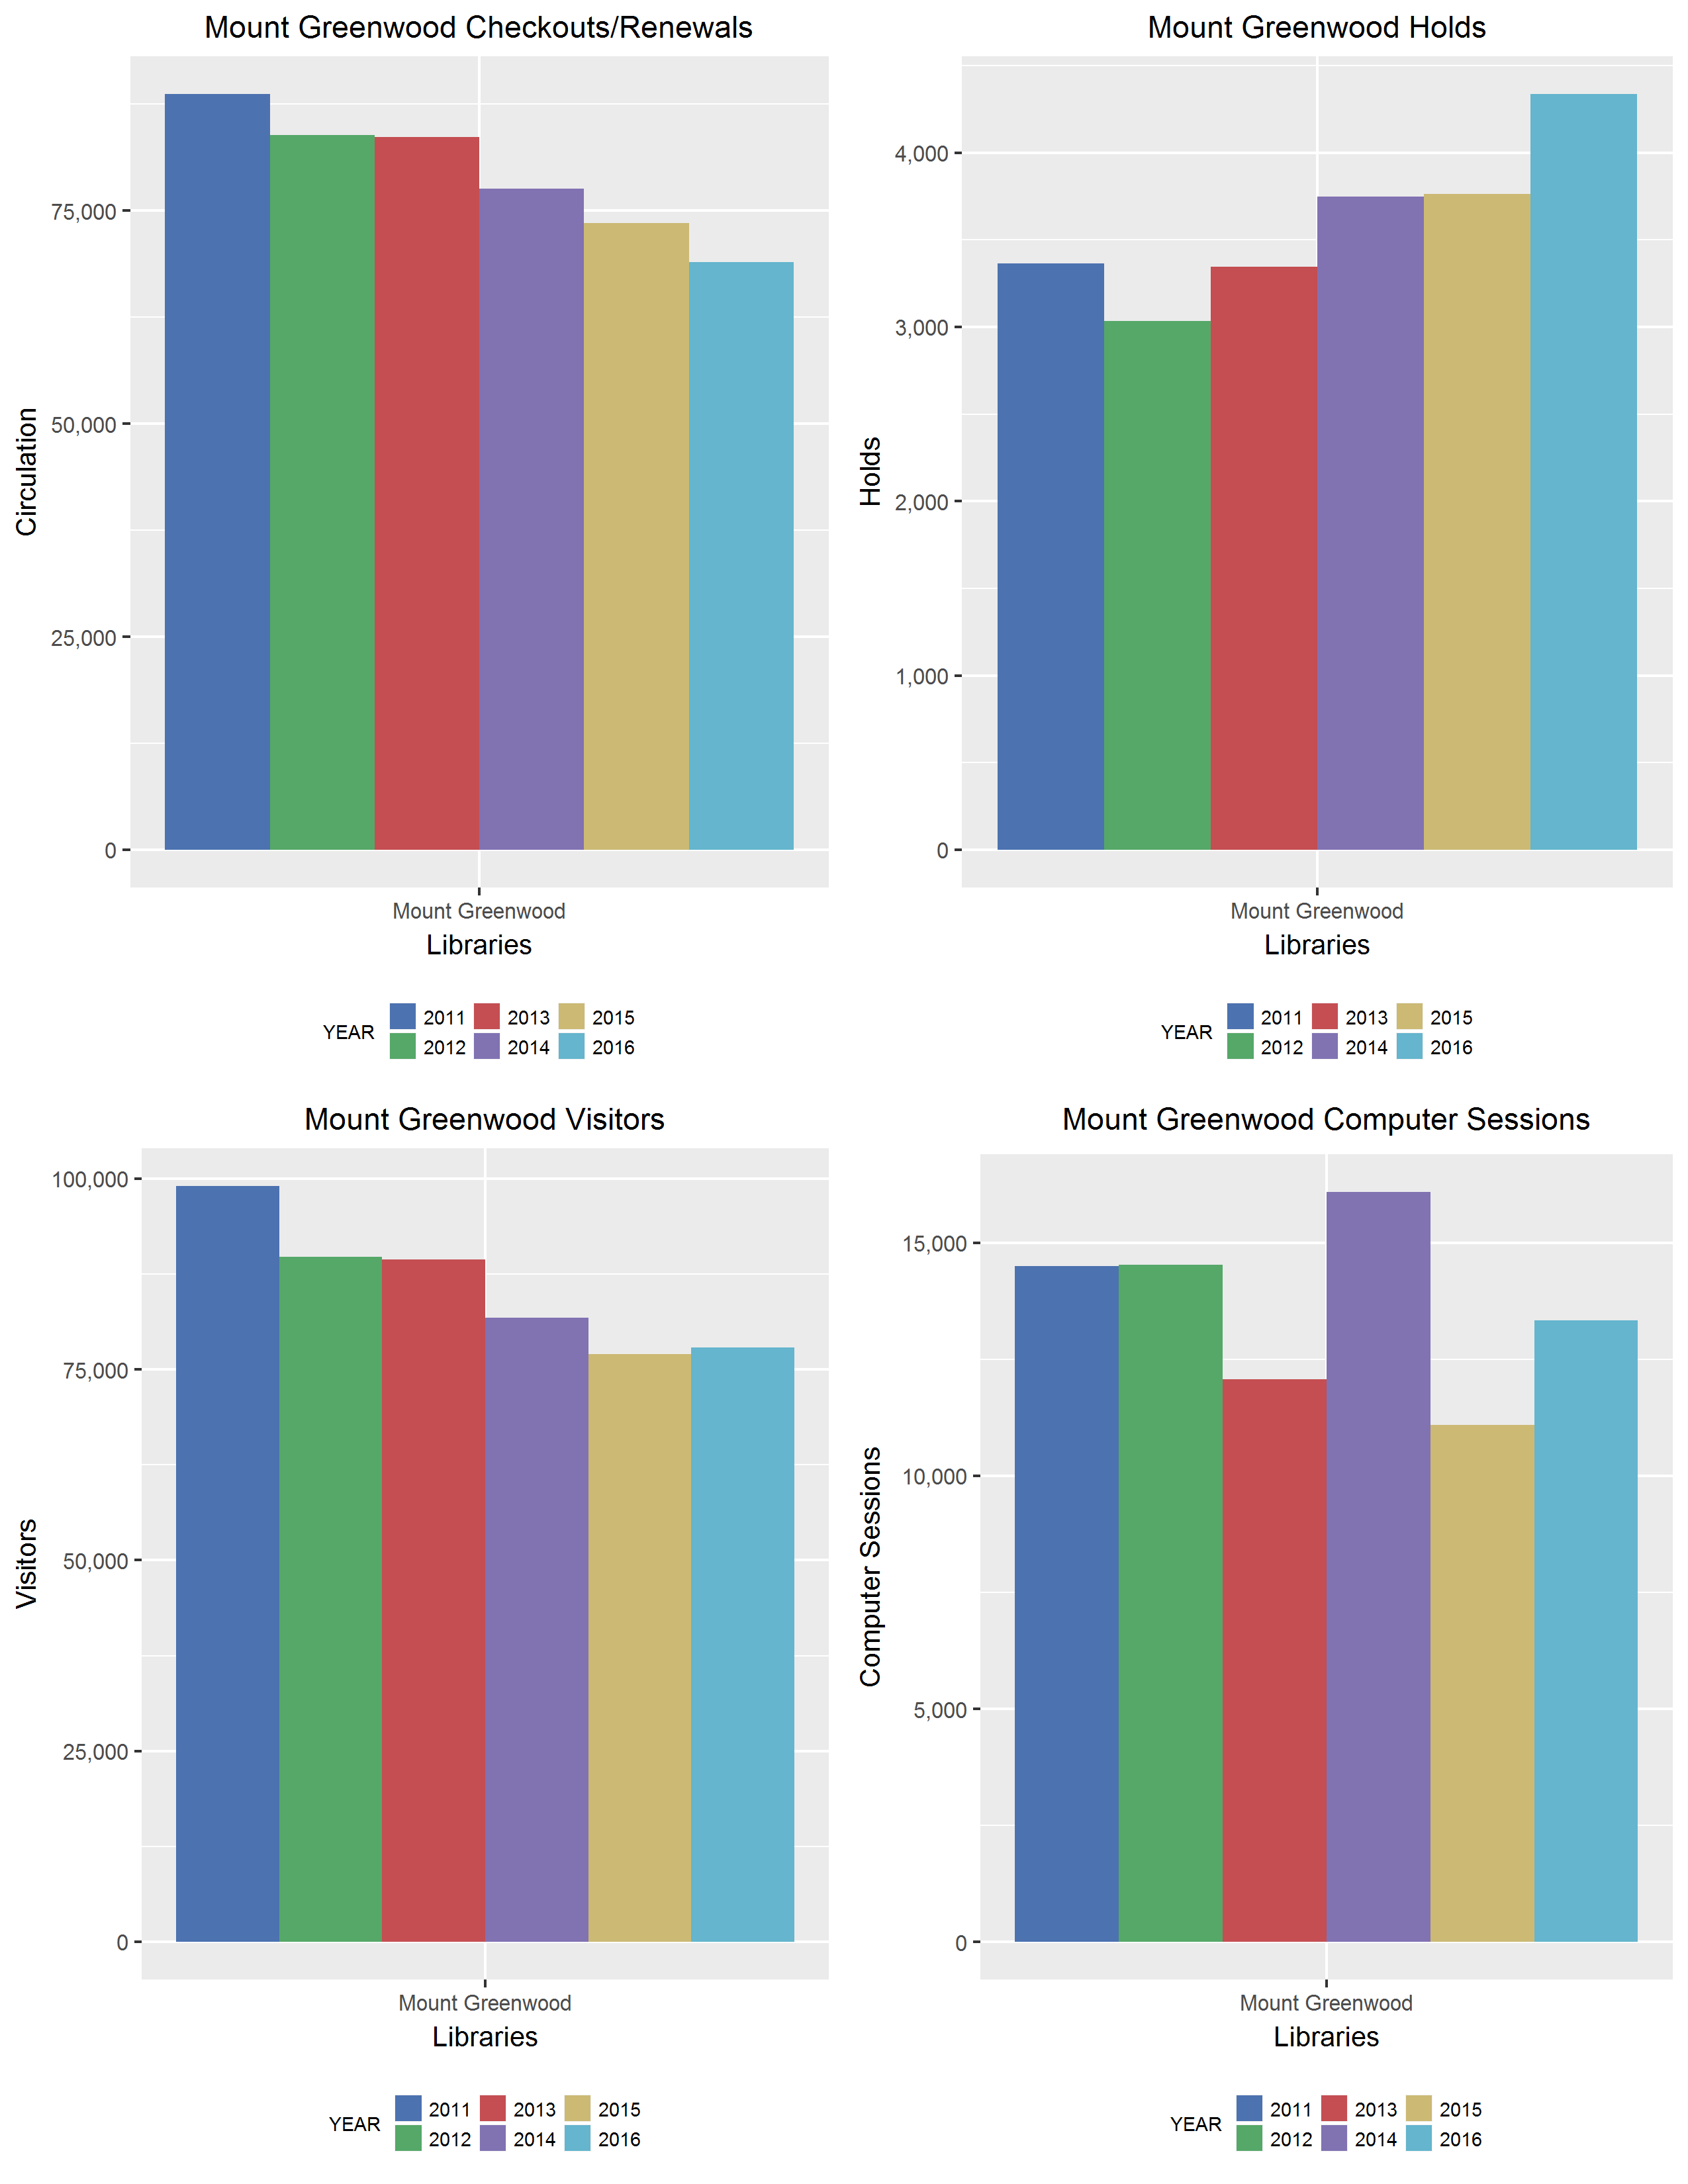 Mount Greenwood Checkouts/Renewals
Circulation
75,000
50,000
25,000
0
Mount Greenwood
Libraries
YEAR 2011 2013 2015
2012 2014 2016
Mount Greenwood Holds
Holds
4,000
3,000
2,000
1,000
0
Mount Greenwood
Libraries
YEAR 2011 2013 2015
2012 2014 2016
Mount Greenwood Visitors
Visitors
100,000
75,000
50,000
25,000
0
Mount Greenwood
Libraries
YEAR 2011 2013 2015
2012 2014 2016
Mount Greenwood Computer Sessions
Computer Sessions
15,000
10,000
5,000
0
Mount Greenwood
Libraries
YEAR 2011 2013 2015
2012 2014 2016